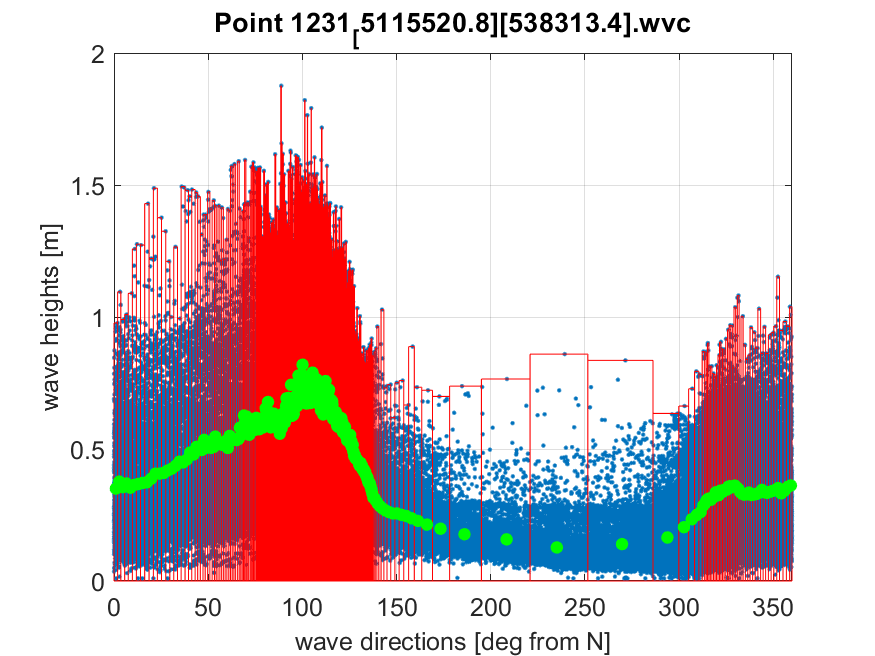 Point 1231[5115520.8][538313.4].wvc
2
1.5
1
0.5
0
wave heights [m]
0 50 100 150 200 250 300 350
wave directions [deg from N]